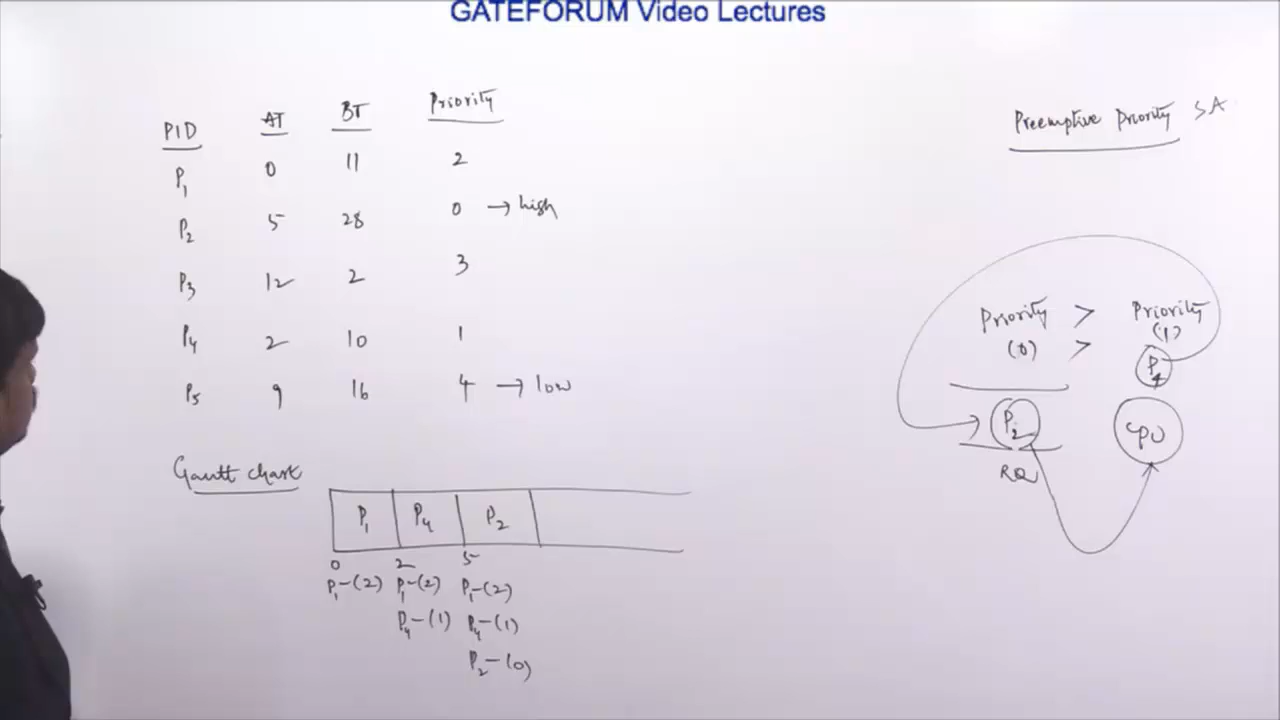 GATEFORUM Video Lectures
PID AT BT Priority
P1 0 11 2
P2 5 28 0 → high
P3 12 2 3
P4 2 10 1
P5 9 16 4 → low
Gantt chart
P1 P4 P2
0 2 5
P1-(2) P1-(2) P1-(2)
P4-(1) P4-(1)
P2-(0)
Preemptive Priority SA
Priority > Priority
(0) > (1)
P4
P2 CPU
RQ